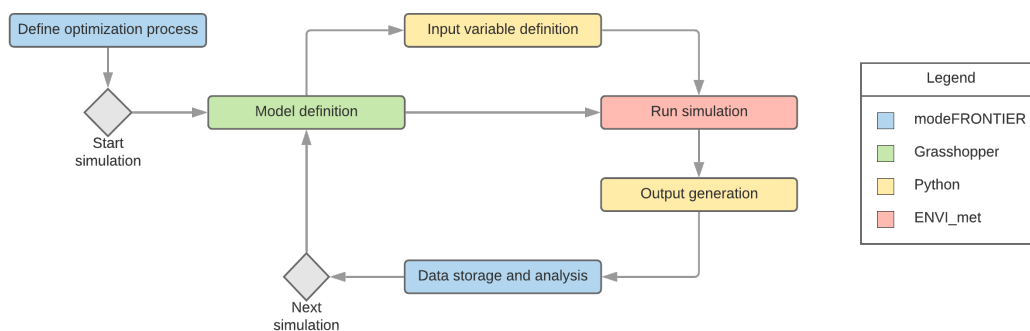 Define optimization process
Input variable definition
Model definition
Run simulation
Start
simulation
Output generation
Data storage and analysis
Next
simulation
Legend
modeFRONTIER
Grasshopper
Python
ENVI_met